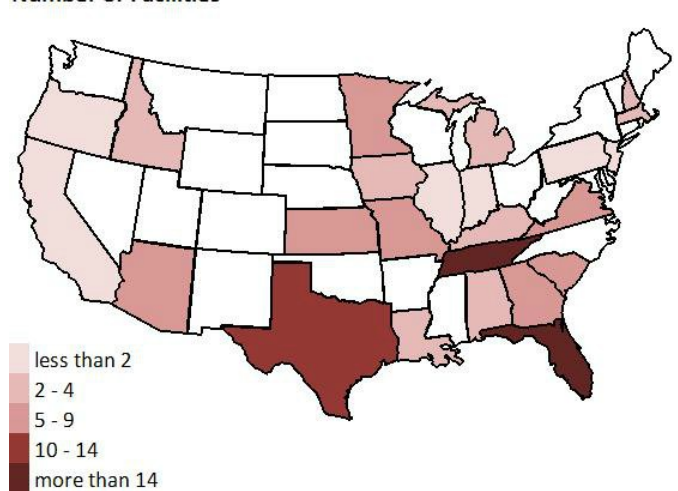 Number of Facilities
less than 2
2 - 4
5 - 9
10 - 14
more than 14